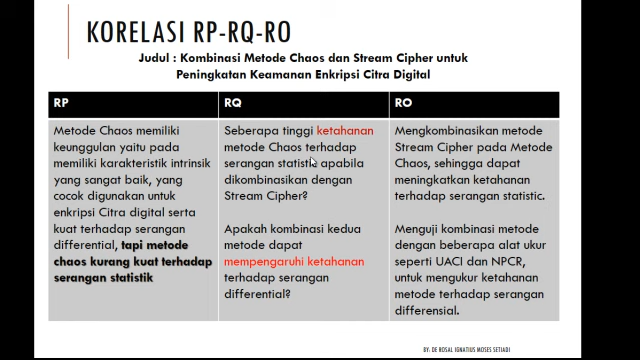 KORELASI RP-RQ-RO
Judul : Kombinasi Metode Chaos dan Stream Cipher untuk
Peningkatan Keamanan Enkripsi Citra Digital
RP
Metode Chaos memiliki
keunggulan yaitu pada
memiliki karakteristik intrinsik
yang sangat baik, yang
cocok digunakan untuk
enkripsi Citra digital serta
kuat terhadap serangan
differential, tapi metode
chaos kurang kuat terhadap
serangan statistik
RQ
Seberapa tinggi ketahanan
metode Chaos terhadap
serangan statistik apabila
dikombinasikan dengan
Stream Cipher?
Apakah kombinasi kedua
metode dapat
mempengaruhi ketahanan
terhadap serangan
differential?
RO
Mengkombinasikan metode
Stream Cipher pada Metode
Chaos, sehingga dapat
meningkatkan ketahanan
terhadap serangan statistic.
Menguji kombinasi metode
dengan beberapa alat ukur
seperti UACI dan NPCR,
untuk mengukur ketahanan
metode terhadap serangan
differensial.
BY: DE ROSAL IGNATIUS MOSES SETIADI